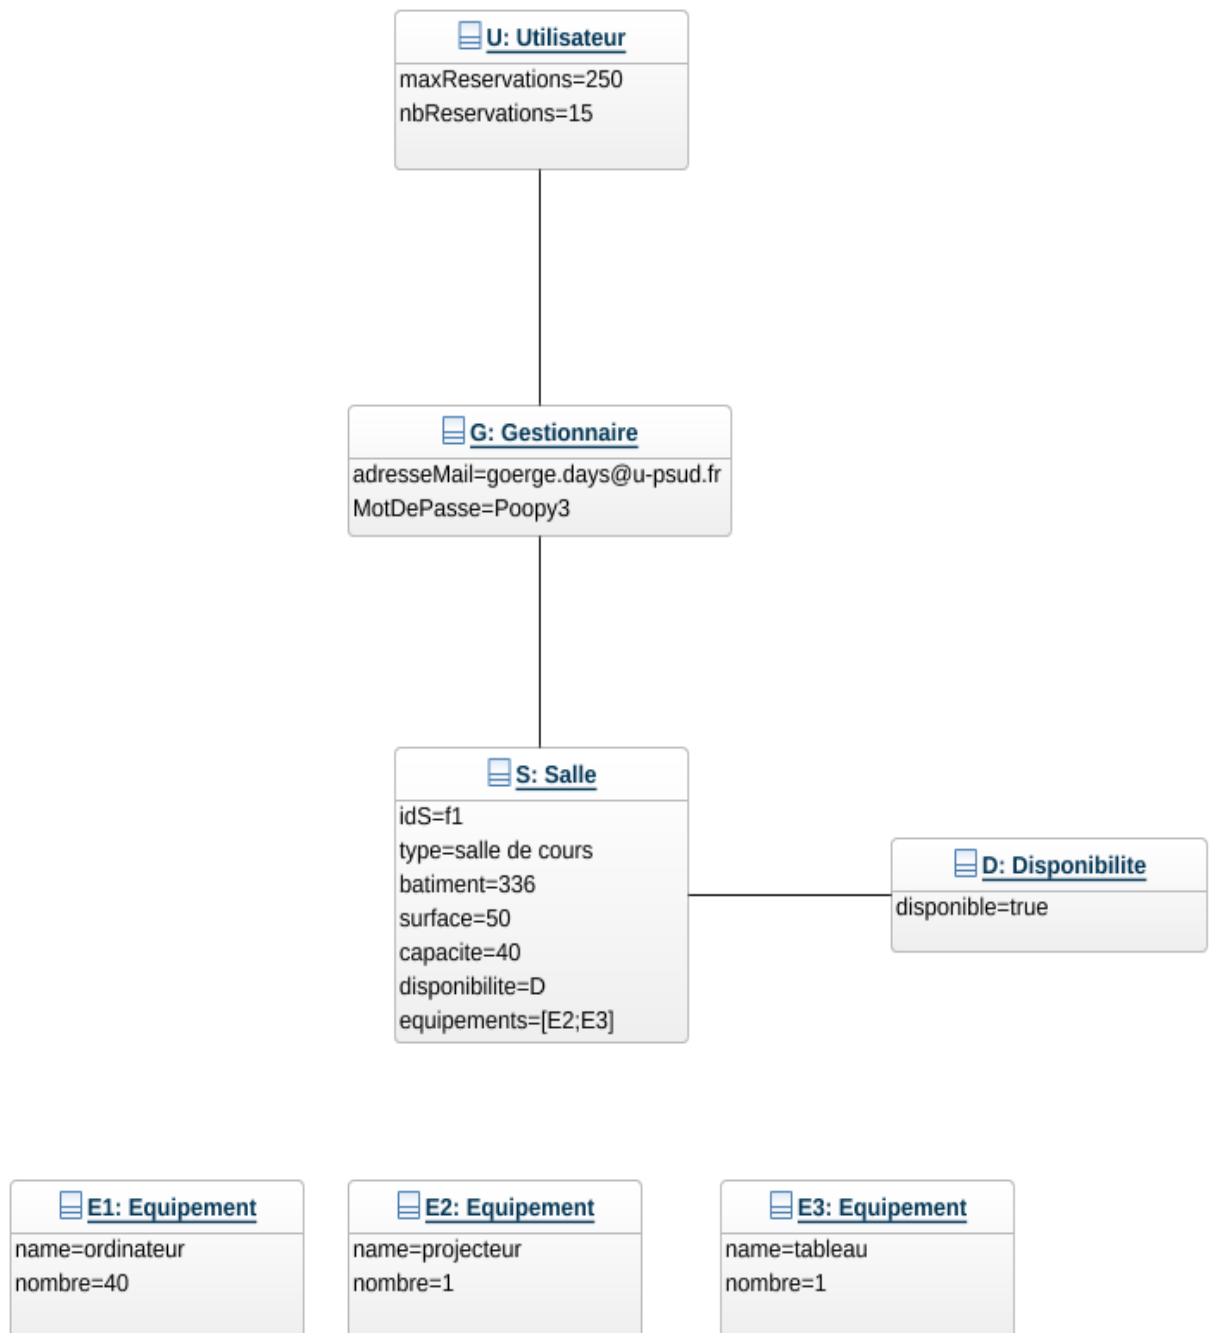 U: Utilisateur
maxReservations=250
nbReservations=15
G: Gestionnaire
adresseMail=goerge.days@u-psud.fr
MotDePasse=Poopy3
S: Salle
idS=f1
type=salle de cours
batiment=336
surface=50
capacite=40
disponibilite=D
equipements=[E2;E3]
D: Disponibilite
disponible=true
E1: Equipement
name=ordinateur
nombre=40
E2: Equipement
name=projecteur
nombre=1
E3: Equipement
name=tableau
nombre=1